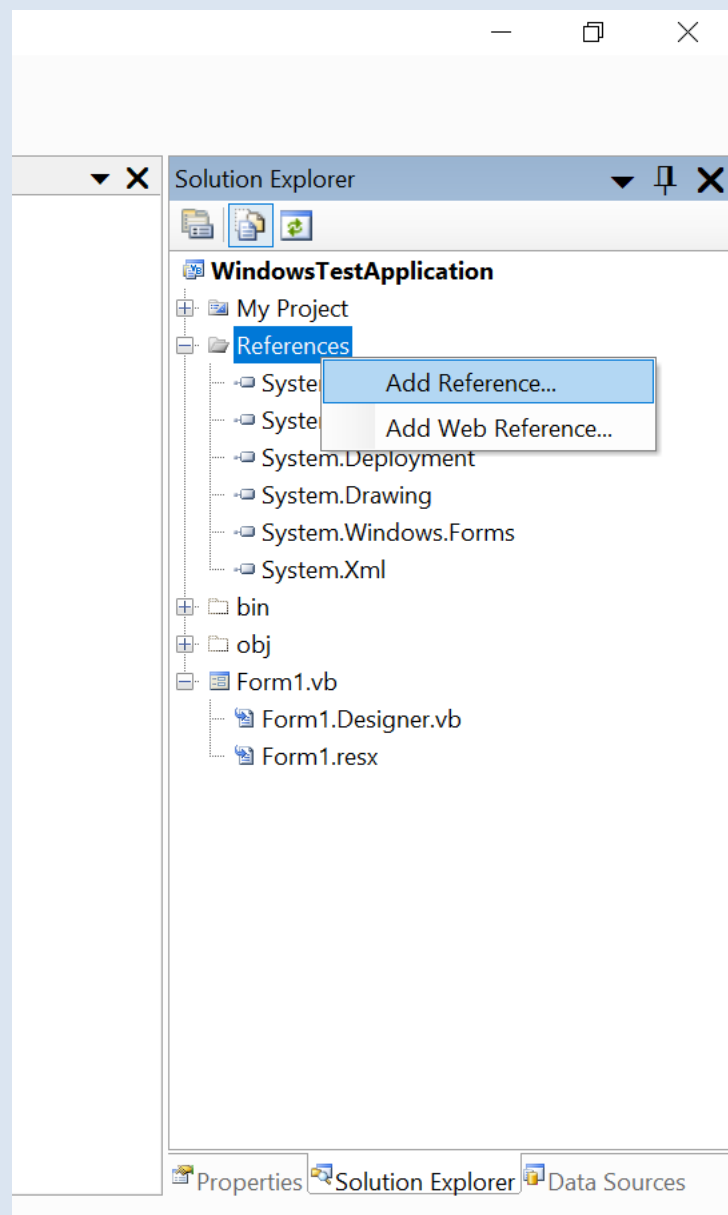 Solution Explorer
WindowsTestApplication
My Project
References
Add Reference...
Add Web Reference...
System.Deployment
System.Drawing
System.Windows.Forms
System.Xml
bin
obj
Form1.vb
Form1.Designer.vb
Form1.resx
Properties Solution Explorer Data Sources